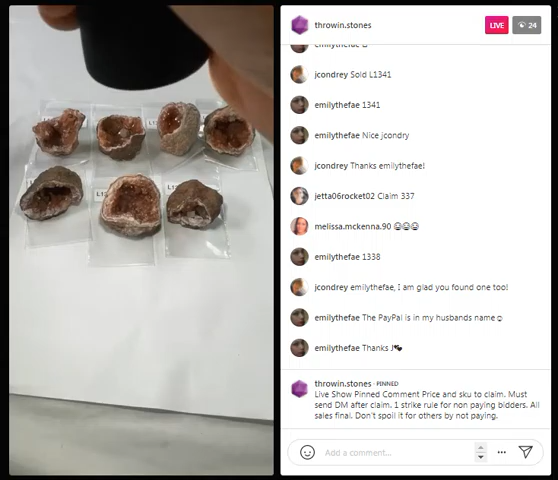 throwin.stones
LIVE
24
jcondrey Sold L1341
emilythefae 1341
emilythefae Nice jcondry
jcondrey Thanks emilythefae!
jetta06rocket02 Claim 337
melissa.mckenna.90 😂😂😂
emilythefae 1338
jcondrey emilythefae, I am glad you found one too!
emilythefae The PayPal is in my husbands name☺
emilythefae Thanks J
throwin.stones · PINNED
Live Show Pinned Comment Price and sku to claim. Must
send DM after claim. 1 strike rule for non paying bidders. All
sales final. Don't spoil it for others by not paying.
Add a comment...